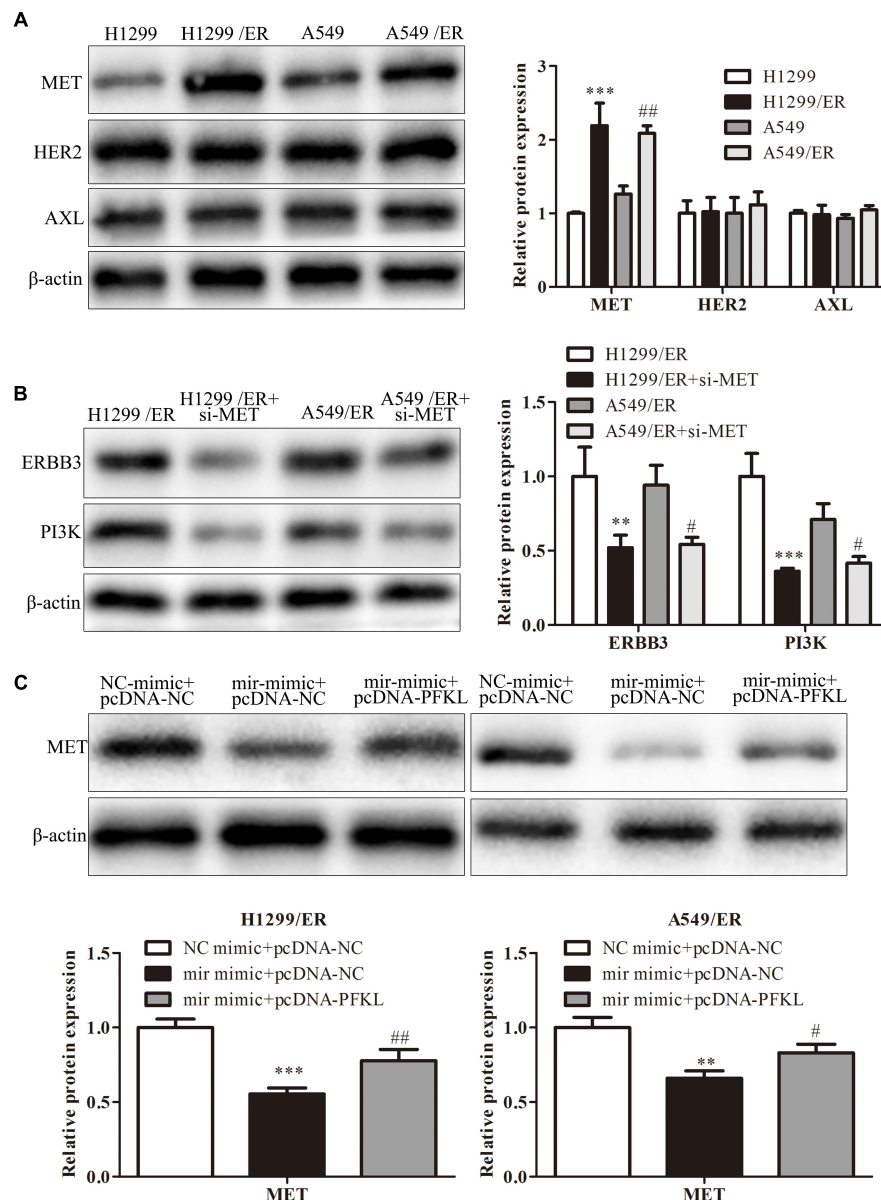 A
H1299 H1299 /ER A549 A549 /ER
MET
HER2
AXL
β-actin
Relative protein expression
3
2
1
0
*** ##
H1299
H1299/ER
A549
A549/ER
MET HER2 AXL
B
H1299 /ER H1299 /ER+ si-MET A549/ER A549 /ER+ si-MET
ERBB3
PI3K
β-actin
H1299/ER
H1299/ER+si-MET
A549/ER
A549/ER+si-MET
Relative protein expression
1.5
1.0
0.5
0.0
** # *** #
ERBB3 PI3K
C
NC-mimic+ mir-mimic+ mir-mimic+ NC-mimic+ mir-mimic+ mir-mimic+
pcDNA-NC pcDNA-NC pcDNA-PFKL pcDNA-NC pcDNA-NC pcDNA-PFKL
MET
β-actin
H1299/ER
NC mimic+pcDNA-NC
mir mimic+pcDNA-NC
mir mimic+pcDNA-PFKL
Relative protein expression
1.5
1.0
0.5
0.0
*** ##
MET
A549/ER
NC mimic+pcDNA-NC
mir mimic+pcDNA-NC
mir mimic+pcDNA-PFKL
Relative protein expression
1.5
1.0
0.5
0.0
** #
MET